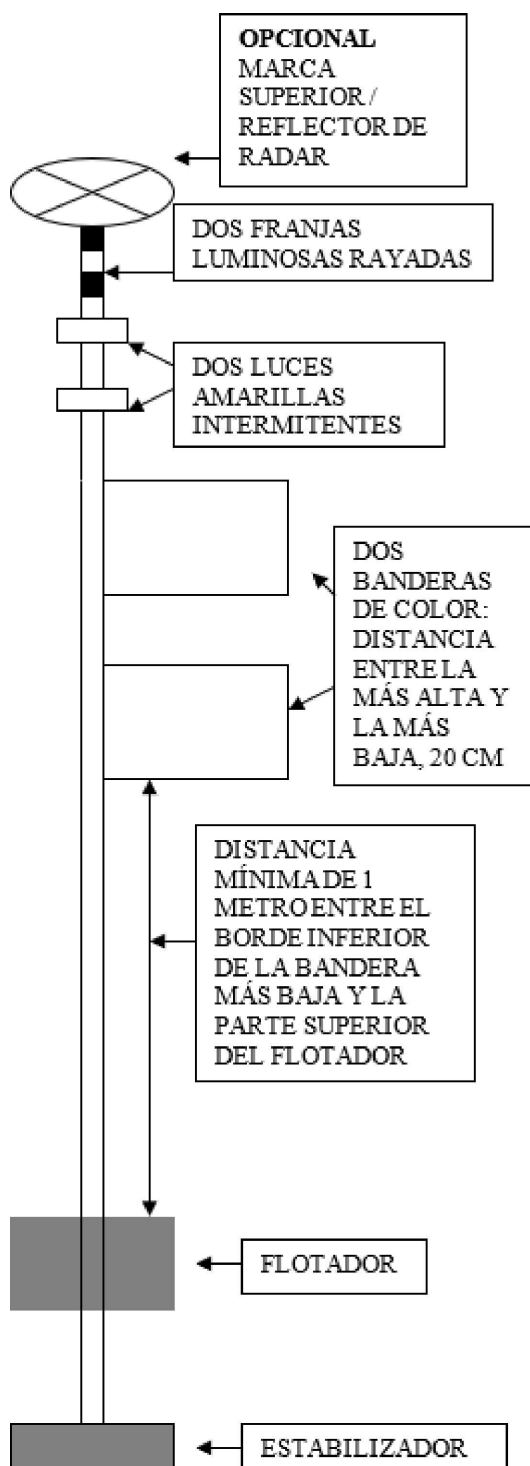 OPCIONAL
MARCA
SUPERIOR /
REFLECTOR DE
RADAR
DOS FRANJAS
LUMINOSAS RAYADAS
DOS LUCES
AMARILLAS
INTERMITENTES
DOS
BANDERAS
DE COLOR:
DISTANCIA
ENTRE LA
MÁS ALTA Y
LA MÁS
BAJA, 20 CM
DISTANCIA
MÍNIMA DE 1
METRO ENTRE EL
BORDE INFERIOR
DE LA BANDERA
MÁS BAJA Y LA
PARTE SUPERIOR
DEL FLOTADOR
FLOTADOR
ESTABILIZADOR